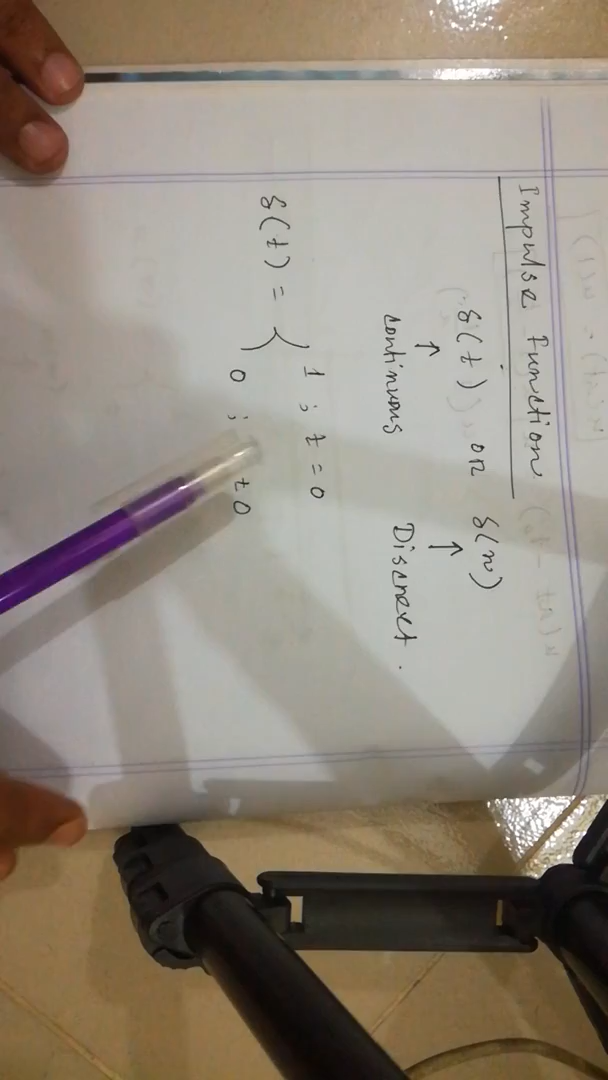 Impulse Function
δ(t) OR δ(n)
↑ ↑
continuous Discreet.
δ(t) = { 1 ; t = 0
0 ; t 0